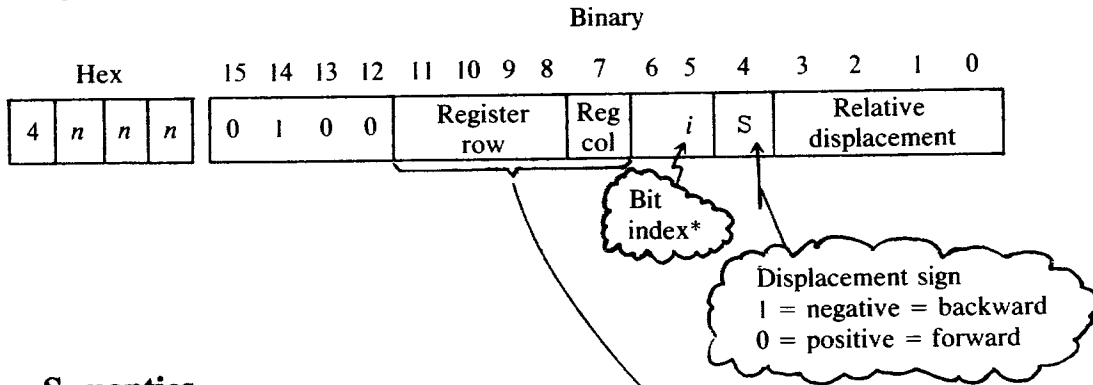 Binary
Hex 15 14 13 12 11 10 9 8 7 6 5 4 3 2 1 0
4 n n n 0 1 0 0 Register row Reg col i S Relative displacement
Bit
index*
Displacement sign
1 = negative = backward
0 = positive = forward